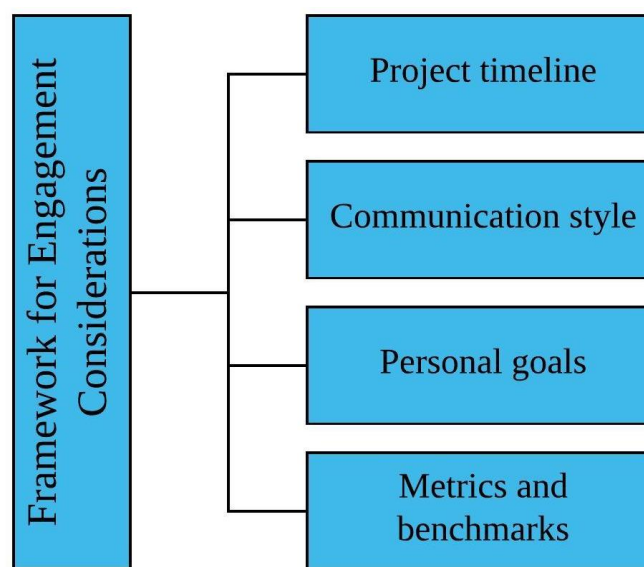 Framework for Engagement
Considerations
Project timeline
Communication style
Personal goals
Metrics and
benchmarks